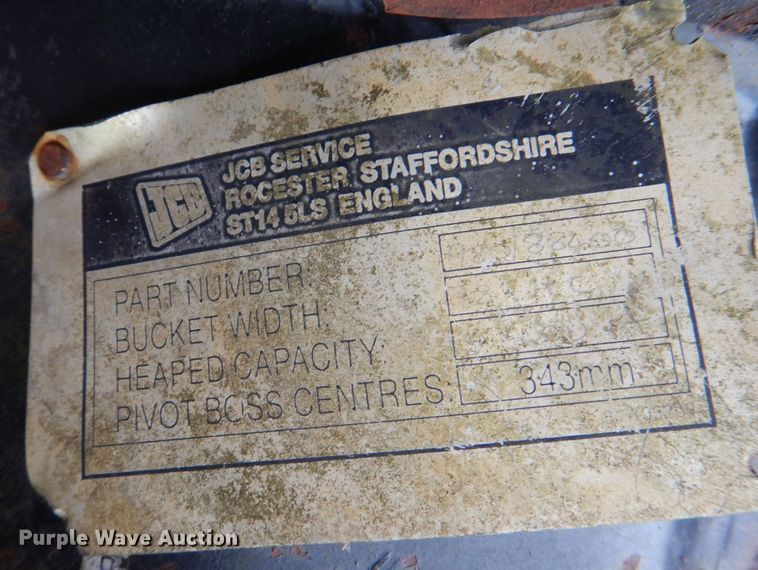 JCB
JCB SERVICE
ROCESTER, STAFFORDSHIRE
ST14 5LS ENGLAND
PART NUMBER:
BUCKET WIDTH:
HEAPED CAPACITY:
PIVOT BOSS CENTRES 343mm
Purple Wave Auction